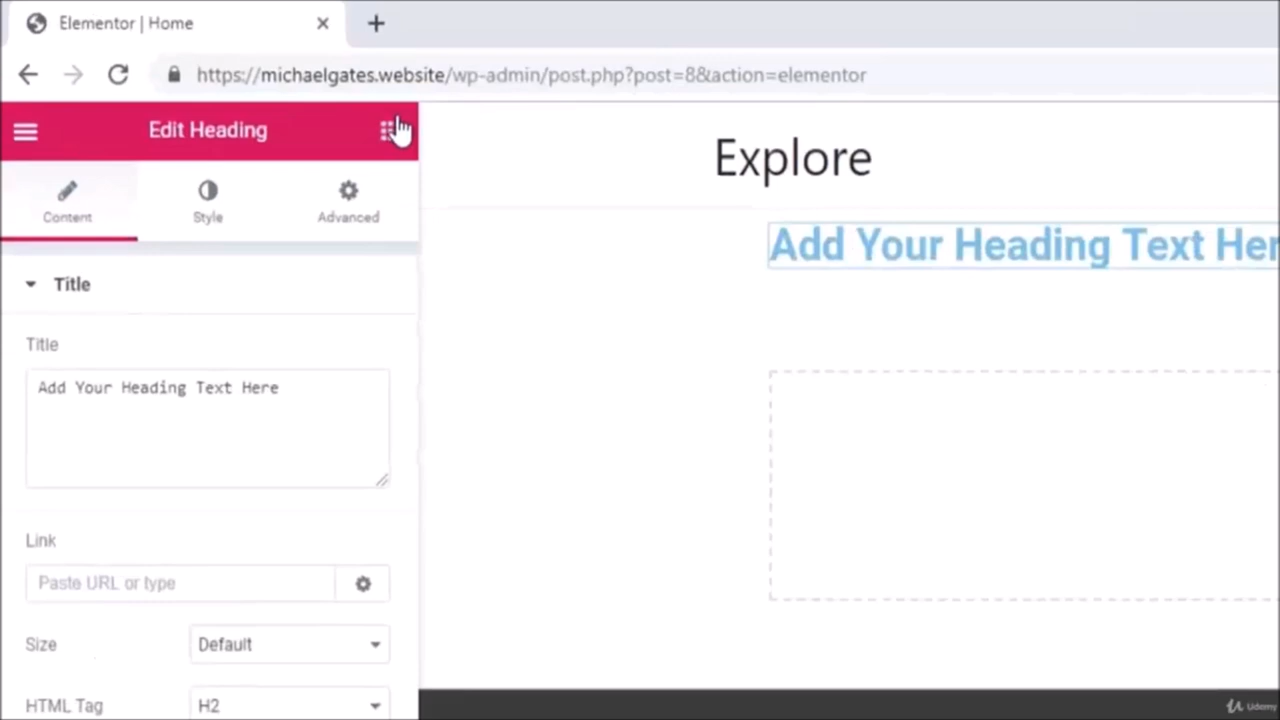 Elementor | Home
https://michaelgates.website/wp-admin/post.php?post=8&action=elementor
Edit Heading
Explore
Content
Style
Advanced
Add Your Heading Text Her
Title
Title
Add Your Heading Text Here
Link
Paste URL or type
Size
Default
HTML Tag
H2
Udemy